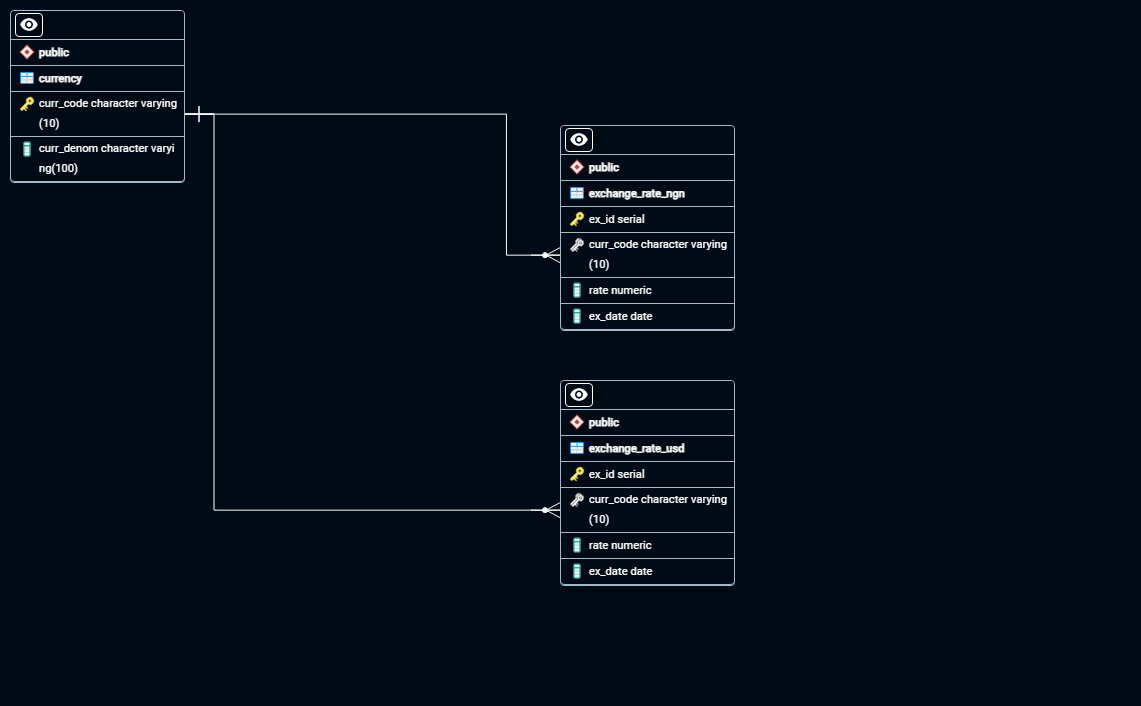 public
currency
curr_code character varying
(10)
curr_denom character varyi
ng(100)
public
exchange_rate_ngn
ex_id serial
curr_code character varying
(10)
rate numeric
ex_date date
public
exchange_rate_usd
ex_id serial
curr_code character varying
(10)
rate numeric
ex_date date